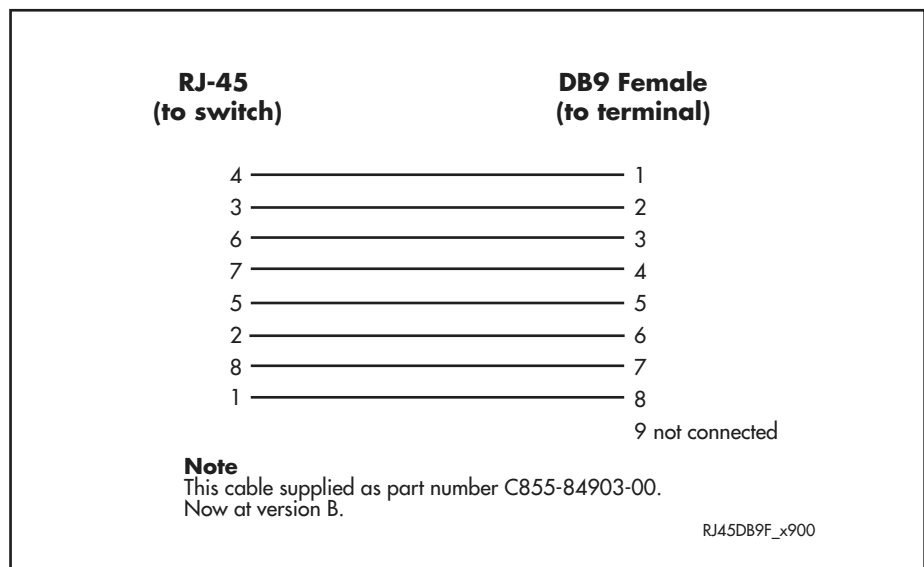 RJ-45 DB9 Female
(to switch) (to terminal)
4 1
3 2
6 3
7 4
5 5
2 6
8 7
1 8
9 not connected
Note
This cable supplied as part number C855-84903-00.
Now at version B.
RJ45DB9F_x900